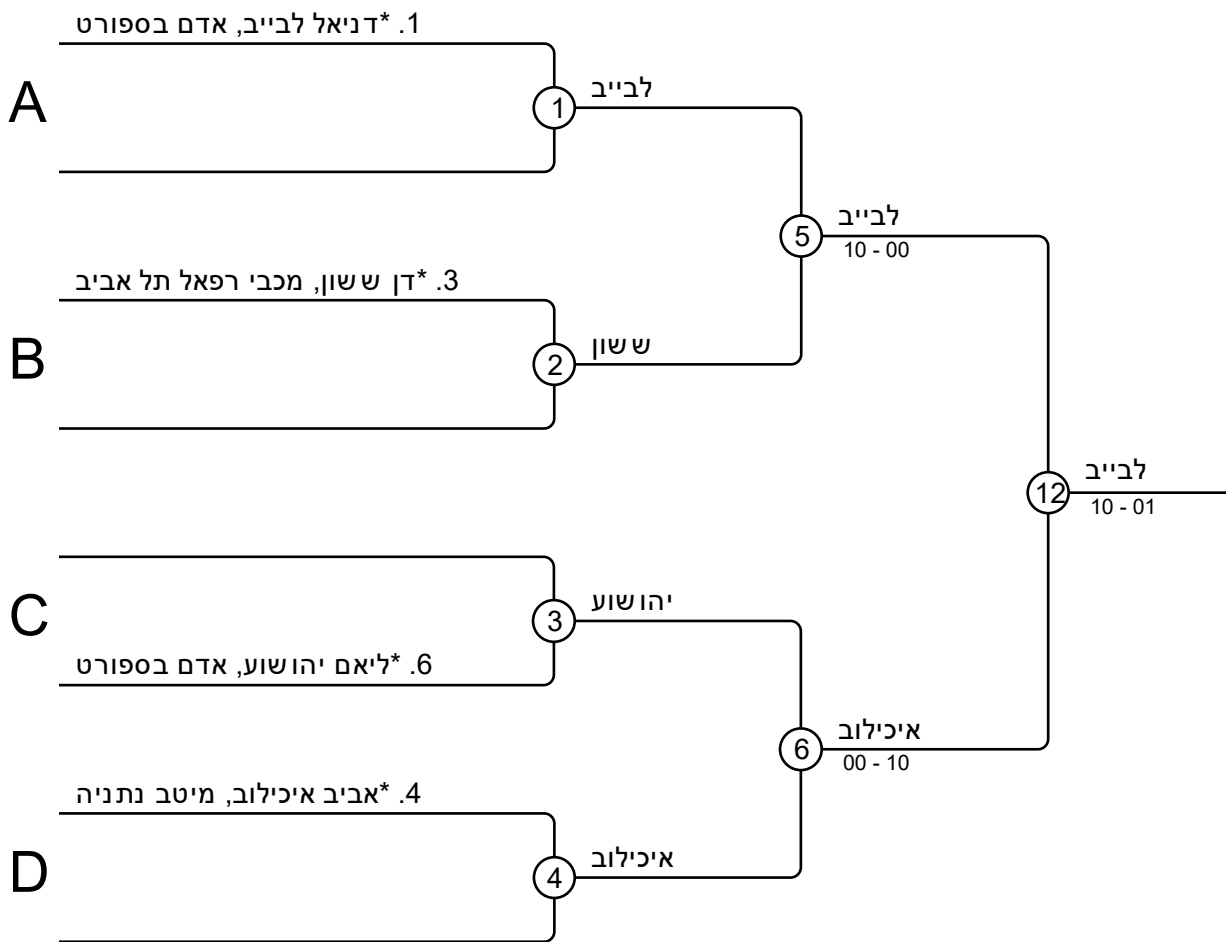 1. *דניאל לבייב, אדם בספורט
A
1
לבייב
5
לבייב
10 - 00
3. *דן ששון, מכבי רפאל תל אביב
B
2
ששון
12
לבייב
10 - 01
C
3
יהושוע
6. *ליאם יהושוע, אדם בספורט
6
איכילוב
00 - 10
4. *אביב איכילוב, מיטב נתניה
D
4
איכילוב